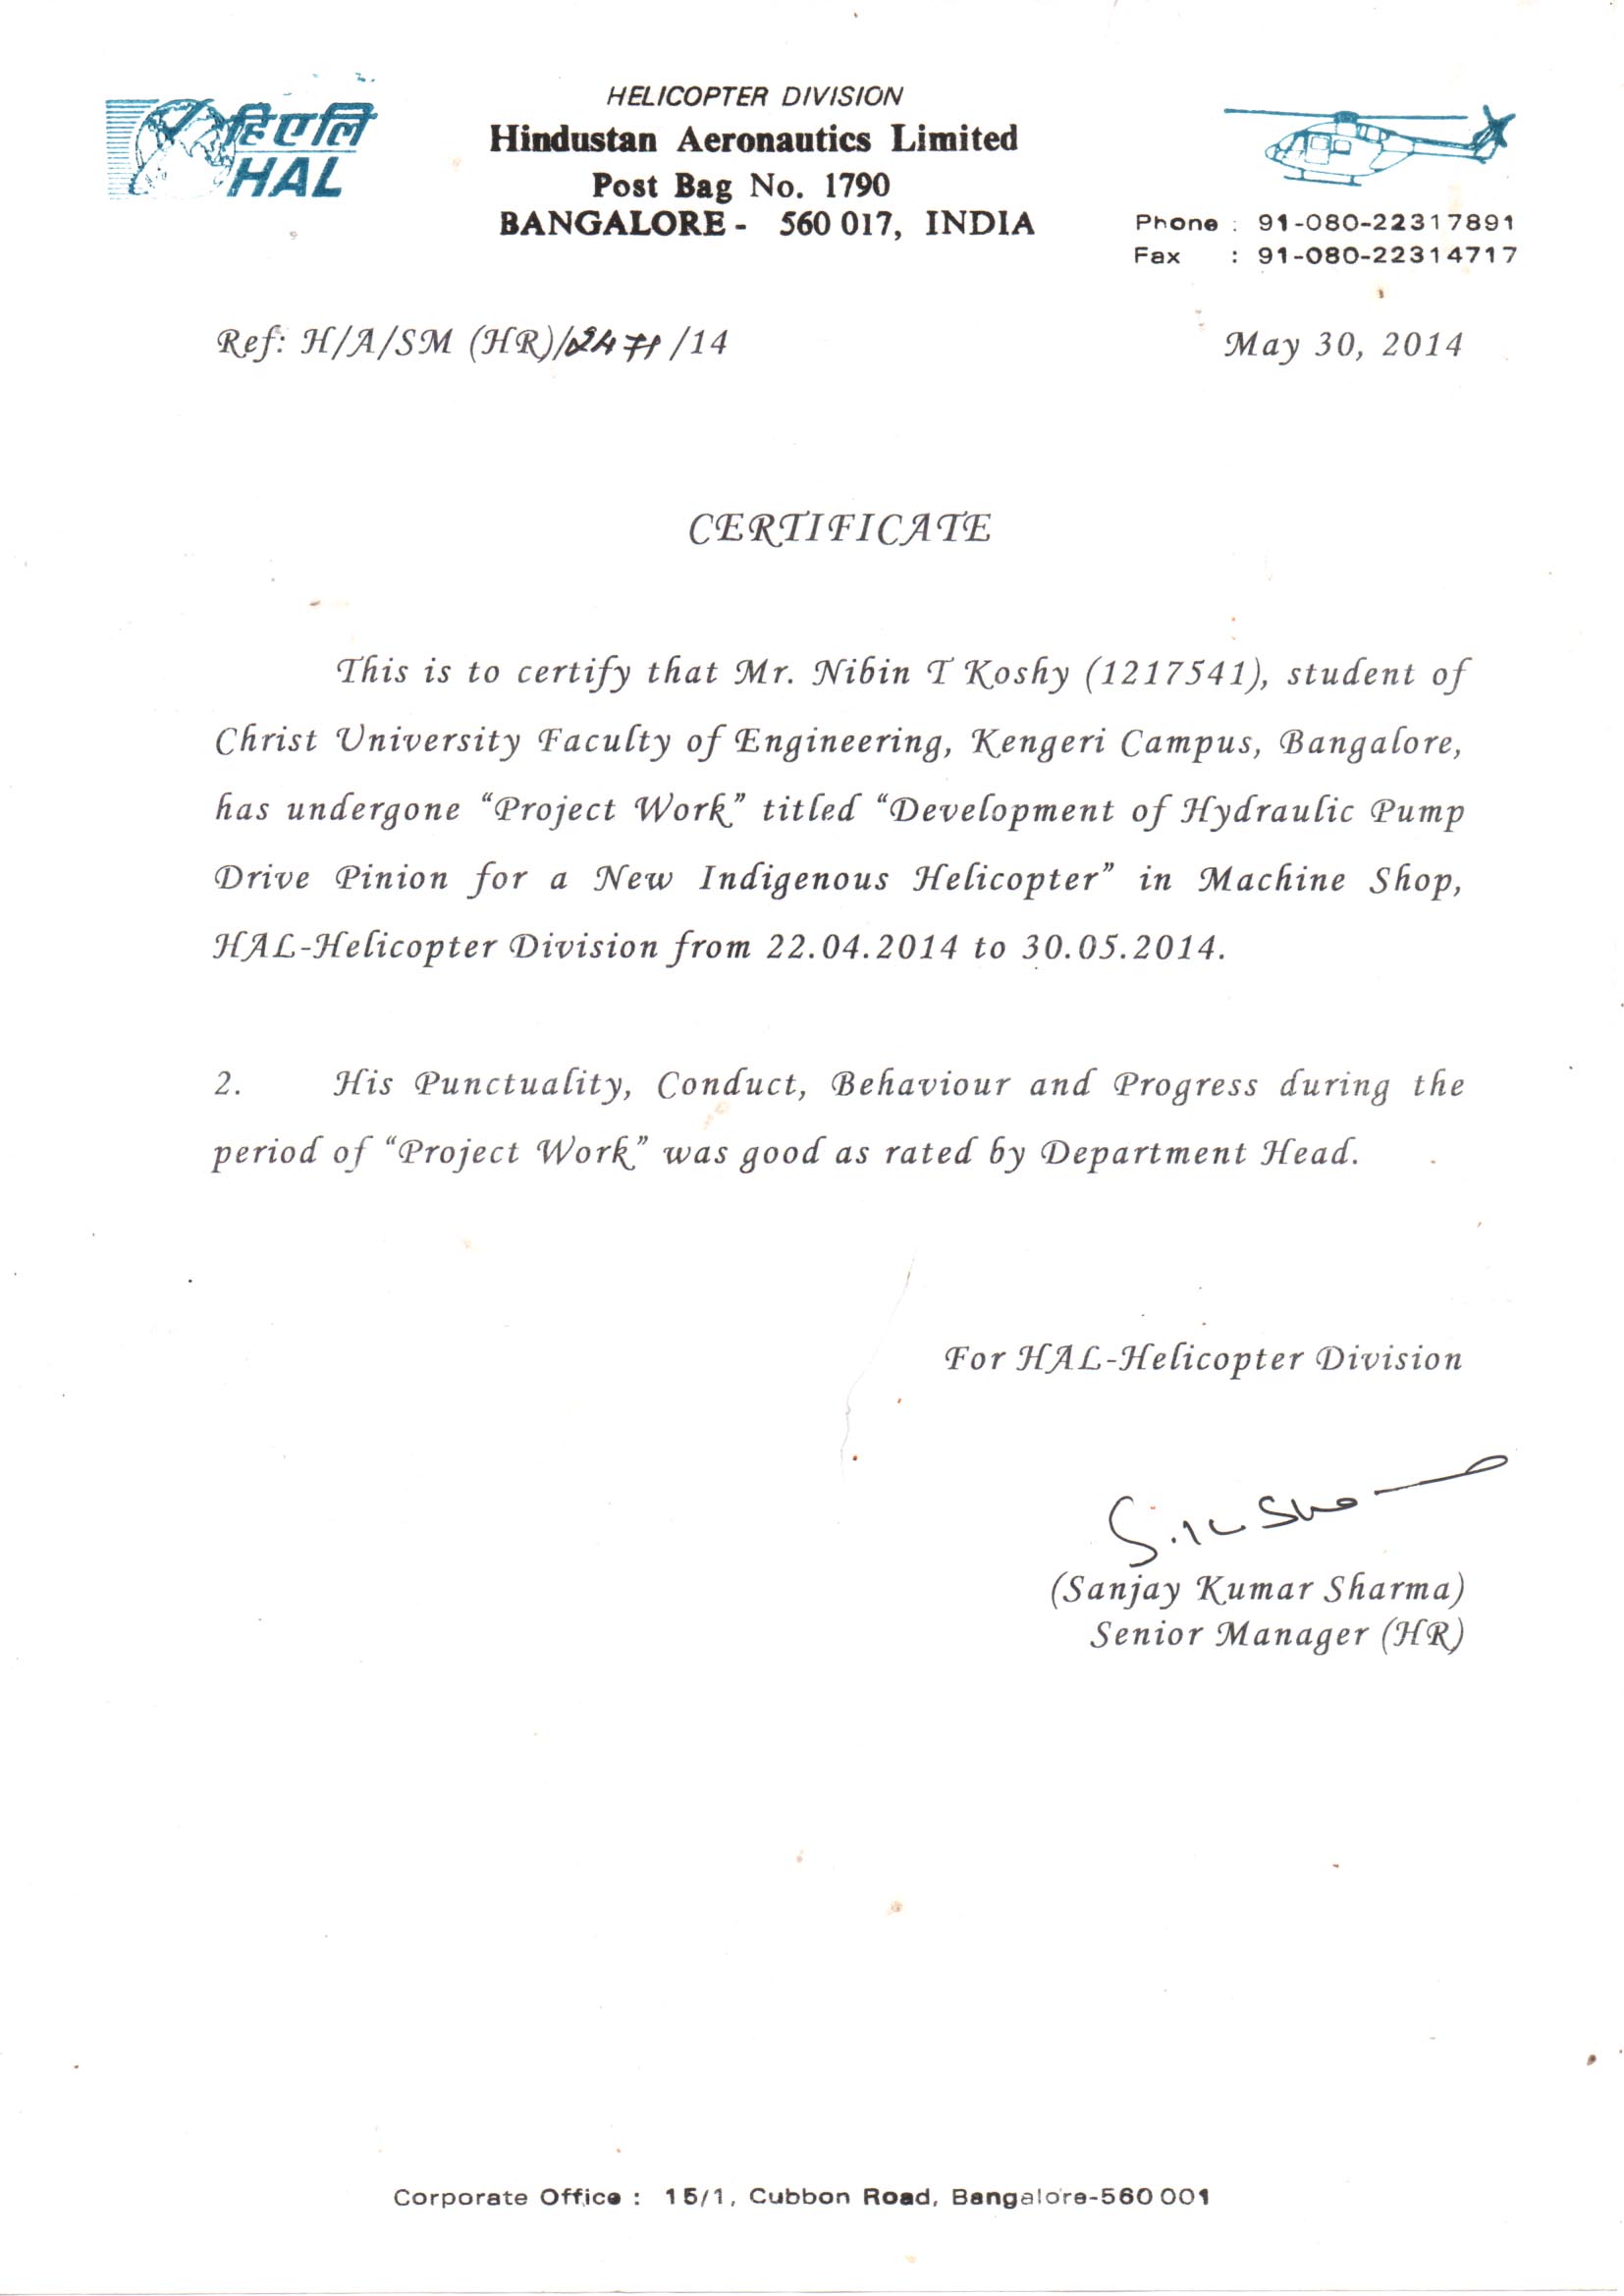 हिएलि
HAL
HELICOPTER DIVISION
Hindustan Aeronautics Limited
Post Bag No. 1790
BANGALORE - 560 017, INDIA
Phone : 91-080-22317891
Fax : 91-080-22314717
Ref: H/A/SM (HR)/2471/14
May 30, 2014
CERTIFICATE
This is to certify that Mr. Nibin T Koshy (1217541), student of
Christ University Faculty of Engineering, Kengeri Campus, Bangalore,
has undergone “Project Work” titled “Development of Hydraulic Pump
Drive Pinion for a New Indigenous Helicopter” in Machine Shop,
HAL-Helicopter Division from 22.04.2014 to 30.05.2014.
2. His Punctuality, Conduct, Behaviour and Progress during the
period of “Project Work” was good as rated by Department Head.
For HAL-Helicopter Division
S.K Sha
(Sanjay Kumar Sharma)
Senior Manager (HR)
Corporate Office : 15/1, Cubbon Road, Bangalore-560 001